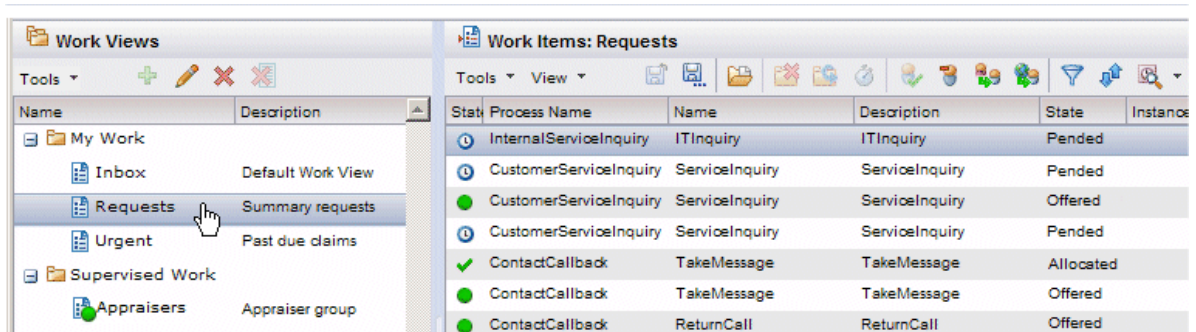 Work Views
Tools
Name Description
My Work
Inbox Default Work View
Requests Summary requests
Urgent Past due claims
Supervised Work
Appraisers Appraiser group
Work Items: Requests
Tools View
State Process Name Name Description State Instance
InternalServiceInquiry ITInquiry ITInquiry Pended
CustomerServiceInquiry ServiceInquiry ServiceInquiry Pended
CustomerServiceInquiry ServiceInquiry ServiceInquiry Offered
CustomerServiceInquiry ServiceInquiry ServiceInquiry Pended
ContactCallback TakeMessage TakeMessage Allocated
ContactCallback TakeMessage TakeMessage Offered
ContactCallback ReturnCall ReturnCall Offered